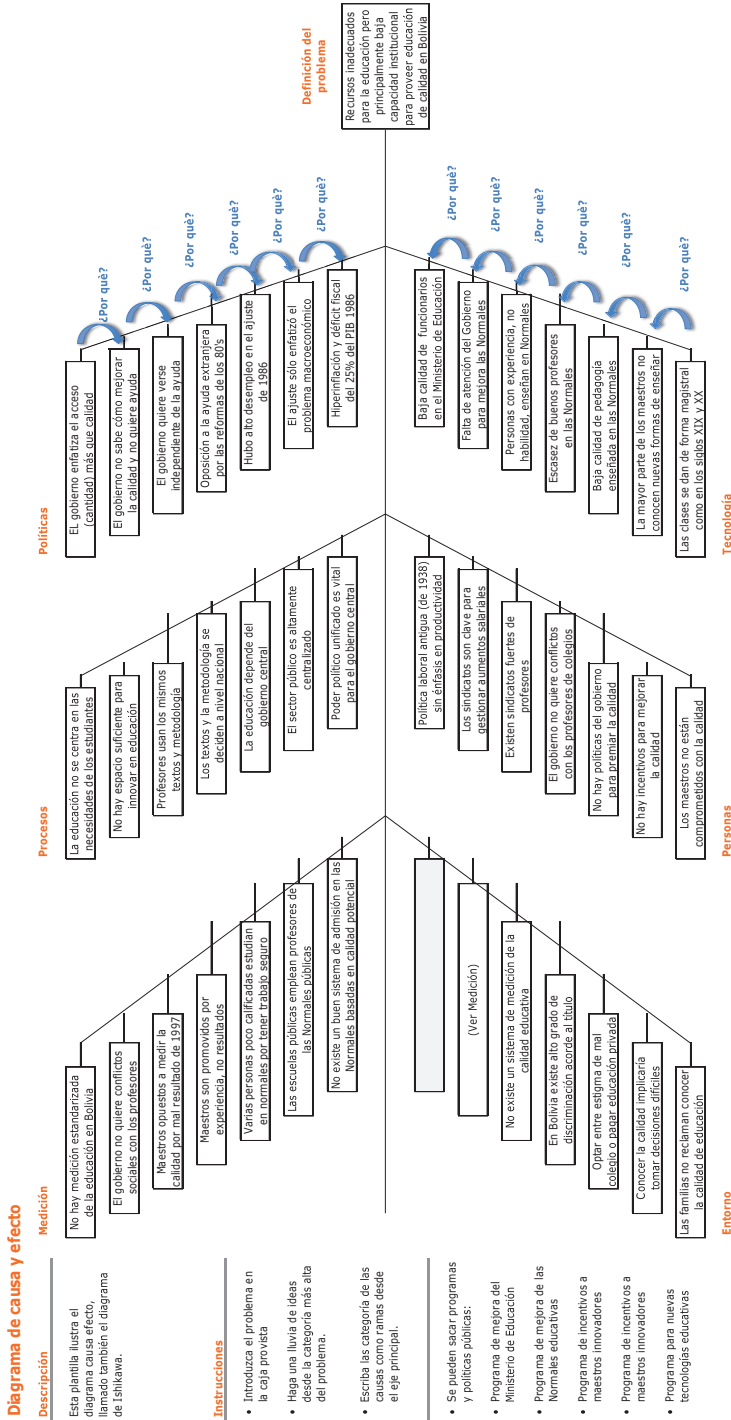 Diagrama de causa y efecto
Descripción
Esta plantilla ilustra el
diagrama causa efecto,
llamado también el diagrama
de Ishikawa.
Instrucciones
• Introduzca el problema en
la caja provista
• Haga una lluvia de ideas
desde la categoría más alta
del problema.
• Escriba las categoría de las
causas como ramas desde
el eje principal.
• Se pueden sacar programas
y políticas públicas:
• Programa de mejora del
Ministerio de Educación
• Programa de mejora de las
Normales educativas
• Programa de incentivos a
maestros innovadores
• Programa de incentivos a
maestros innovadores
• Programa para nuevas
tecnologías educativas
Medición
No hay medición estandarizada
de la educación en Bolivia
El gobierno no quiere conflictos
sociales con los profesores
Maestros opuestos a medir la
calidad por mal resultado de 1997
Maestros son promovidos por
experiencia, no resultados
Varias personas poco calificadas estudian
en normales por tener trabajo seguro
Las escuelas públicas emplean profesores de
las Normales públicas
No existe un buen sistema de admisión en las
Normales basadas en calidad potencial
Procesos
La educación no se centra en las
necesidades de los estudiantes
No hay espacio suficiente para
innovar en educación
Profesores usan los mismos
textos y metodología
Los textos y la metodología se
deciden a nivel nacional
La educación depende del
gobierno central
El sector público es altamente
centralizado
Poder político unificado es vital
para el gobierno central
Políticas
EL gobierno enfatiza el acceso
(cantidad) más que calidad
El gobierno no sabe cómo mejorar
la calidad y no quiere ayuda
El gobierno quiere verse
independiente de la ayuda
Oposición a la ayuda extranjera
por las reformas de los 80's
Hubo alto desempleo en el ajuste
de 1986
El ajuste sólo enfatizó el
problema macroeconómico
Hiperinflación y déficit fiscal
del 25% del PIB 1986
¿Por què?
¿Por què?
¿Por què?
¿Por què?
¿Por què?
¿Por què?
Definición del
problema
Recursos inadecuados
para la educación pero
principalmente baja
capacidad institucional
para proveer educación
de calidad en Bolivia
(Ver Medición)
No existe un sistema de medición de la
calidad educativa
En Bolivia existe alto grado de
discriminación acorde al título
Optar entre estigma de mal
colegio o pagar educación privada
Conocer la calidad implicaría
tomar decisiones difíciles
Las familias no reclaman conocer
la calidad de educación
Entorno
Política laboral antigua (de 1938)
sin énfasis en productividad
Los sindicatos son clave para
gestionar aumentos salariales
Existen sindicatos fuertes de
profesores
El gobierno no quiere conflictos
con los profesores de colegios
No hay políticas del gobierno
para premiar la calidad
No hay incentivos para mejorar
la calidad
Los maestros no están
comprometidos con la calidad
Personas
Baja calidad de funcionarios
en el Ministerio de Educación
Falta de atención del Gobierno
para mejora las Normales
Personas con experiencia, no
habilidad, enseñan en Normales
Escasez de buenos profesores
en las Normales
Baja calidad de pedagogía
enseñada en las Normales
La mayor parte de los maestros no
conocen nuevas formas de enseñar
Las clases se dan de forma magistral
como en los siglos XIX y XX
Tecnología
¿Por què?
¿Por què?
¿Por què?
¿Por què?
¿Por què?
¿Por què?